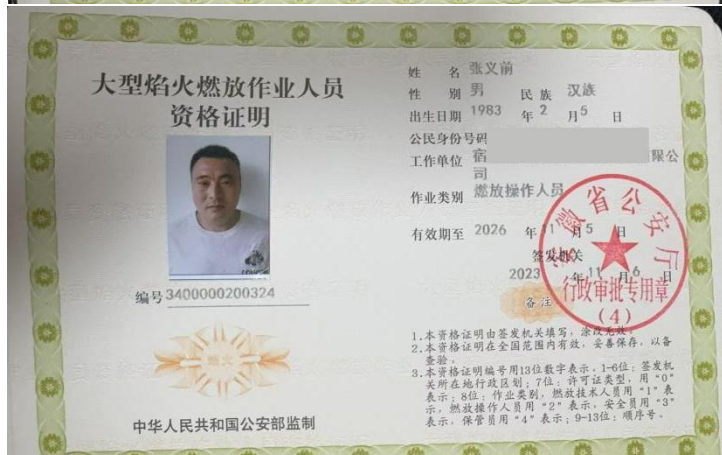 大型焰火燃放作业人员
资格证明
编号 3400000200324
中华人民共和国公安部监制
姓 名 张义前
性 别 男 民 族 汉族
出生日期 1983 年 2 月 5 日
公民身份号码
工作单位 宿 限公
司
作业类别 燃放操作人员
有效期至 2026 年 11 月 5 日
签发机关
2023 年 11 月 6 日
安徽省公安厅
行政审批专用章
(4)
备注
1.本资格证明由签发机关填写,涂改无效。
2.本资格证明在全国范围内有效,妥善保存,以备
查验。
3.本资格证明编号用13位数字表示,1-6位:签发机
关所在地行政区划;7位:许可证类型,用“0”
表示;8位:作业类别,燃放技术人员用“1”表
示,燃放操作人员用“2”表示,安全员用“3”
表示,保管员用“4”表示;9-13位:顺序号。